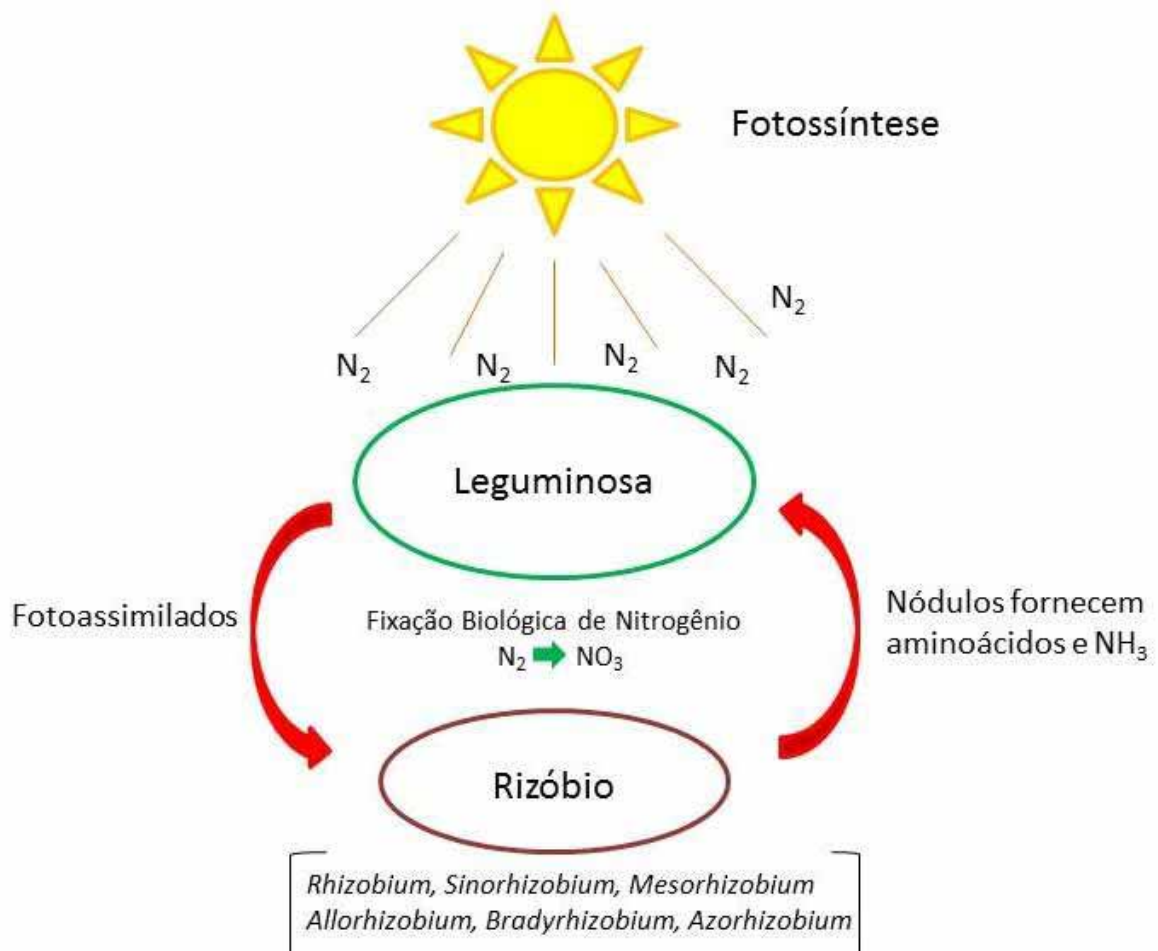 Fotossíntese
N₂
N₂
N₂
N₂
N₂
Leguminosa
Fotoassimilados
Fixação Biológica de Nitrogênio
N₂ → NO₃
Nódulos fornecem
aminoácidos e NH₃
Rizóbio
Rhizobium, Sinorhizobium, Mesorhizobium
Allorhizobium, Bradyrhizobium, Azorhizobium